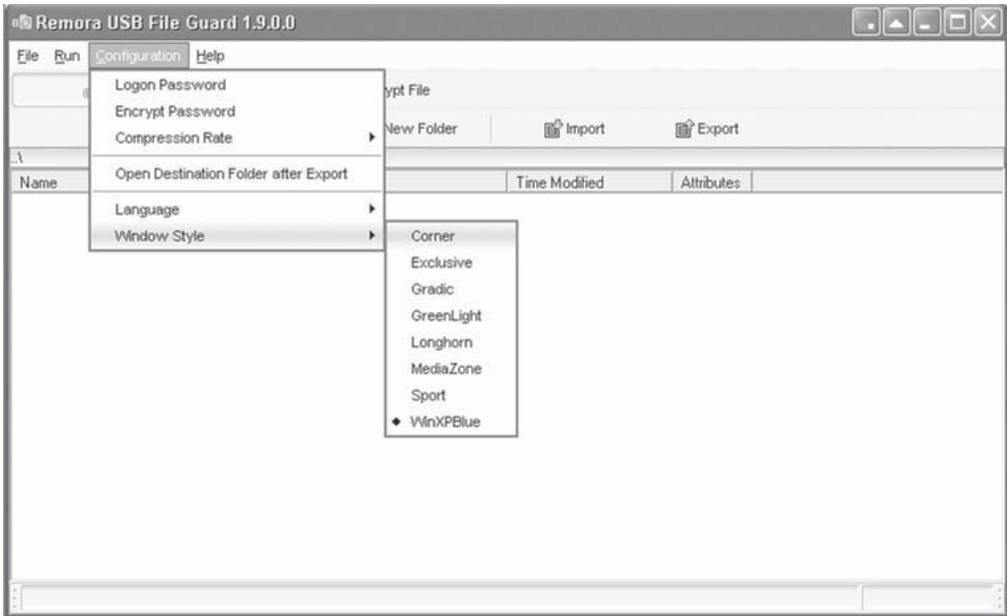 Remora USB File Guard 1.9.0.0
File Run Configuration Help
Logon Password
ypt File
Encrypt Password
Compression Rate
New Folder Import Export
..\
Open Destination Folder after Export
Name Time Modified Attributes
Language
Window Style
Corner
Exclusive
Gradic
GreenLight
Longhorn
MediaZone
Sport
WinXPBlue